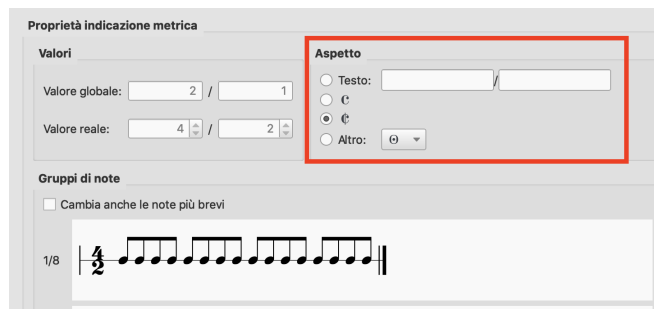 Proprietà indicazione metrica
Valori
Valore globale: 2 / 1
Valore reale: 4 / 2
Aspetto
Testo: /
𝄴
𝄵
Altro: ʘ
Gruppi di note
Cambia anche le note più brevi
1/8
4
2